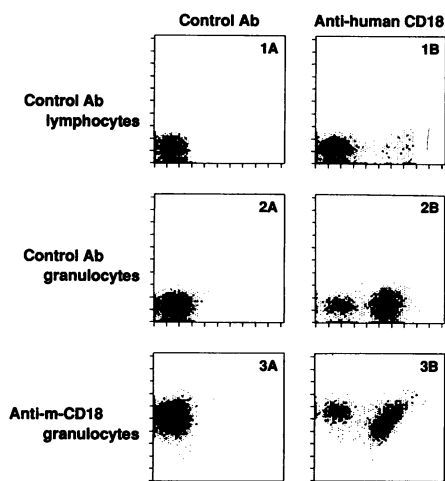 Control Ab
Anti-human CD18
1A
1B
Control Ab
lymphocytes
2A
2B
Control Ab
granulocytes
3A
3B
Anti-m-CD18
granulocytes